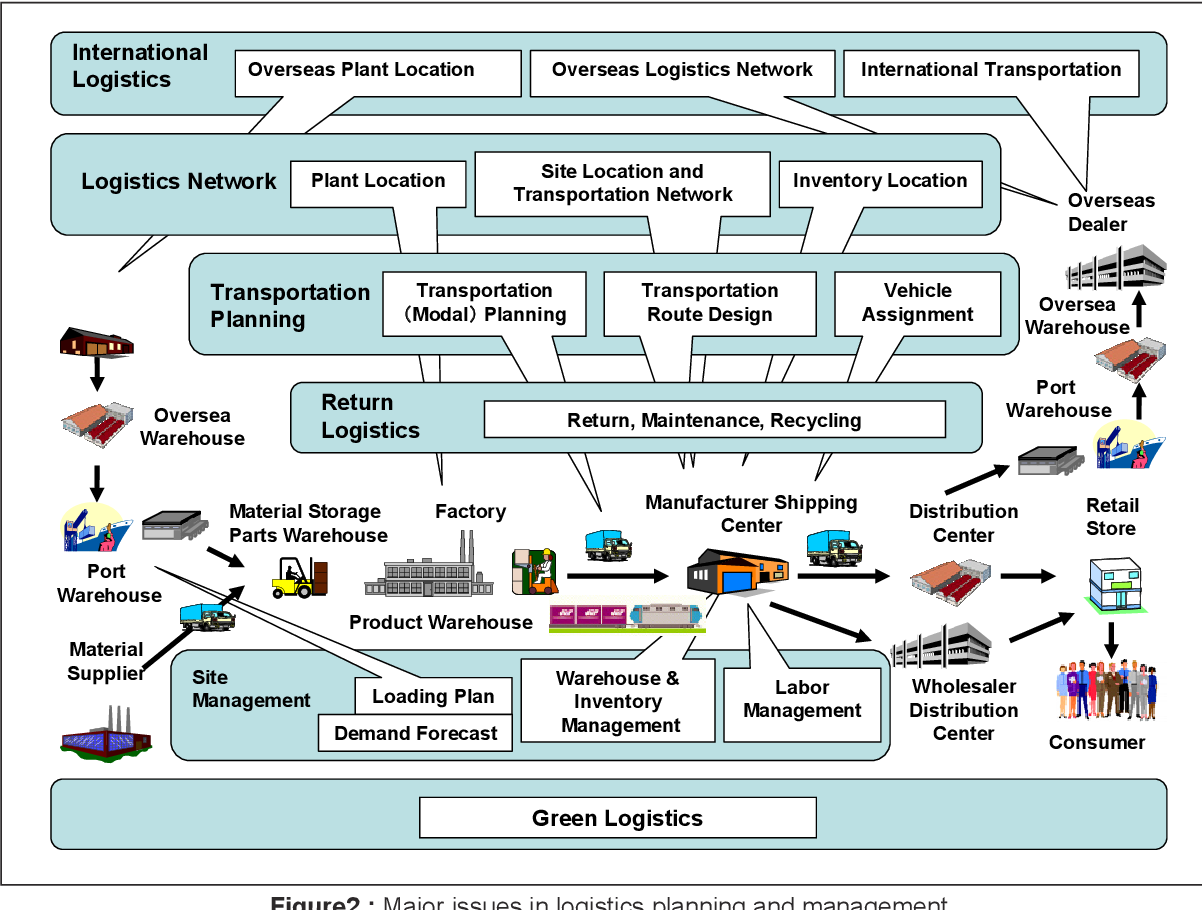 International
Logistics
Overseas Plant Location
Overseas Logistics Network
International Transportation
Logistics Network
Plant Location
Site Location and
Transportation Network
Inventory Location
Overseas
Dealer
Transportation
Planning
Transportation
（Modal）Planning
Transportation
Route Design
Vehicle
Assignment
Oversea
Warehouse
Return
Logistics
Return, Maintenance, Recycling
Port
Warehouse
Oversea
Warehouse
Material Storage
Parts Warehouse
Factory
Manufacturer Shipping
Center
Distribution
Center
Retail
Store
Port
Warehouse
Product Warehouse
Material
Supplier
Site
Management
Loading Plan
Demand Forecast
Warehouse &
Inventory
Management
Labor
Management
Wholesaler
Distribution
Center
Consumer
Green Logistics
Figure2 : Major issues in logistics planning and management